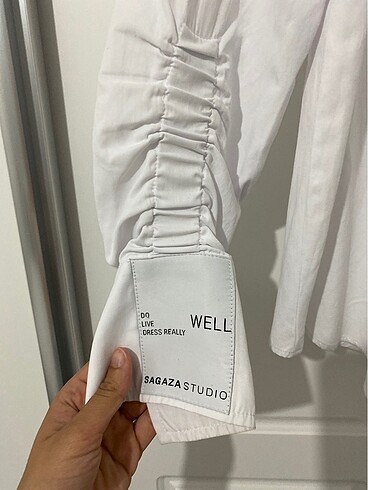 DO
LIVE WELL
DRESS REALLY
SAGAZA STUDIO